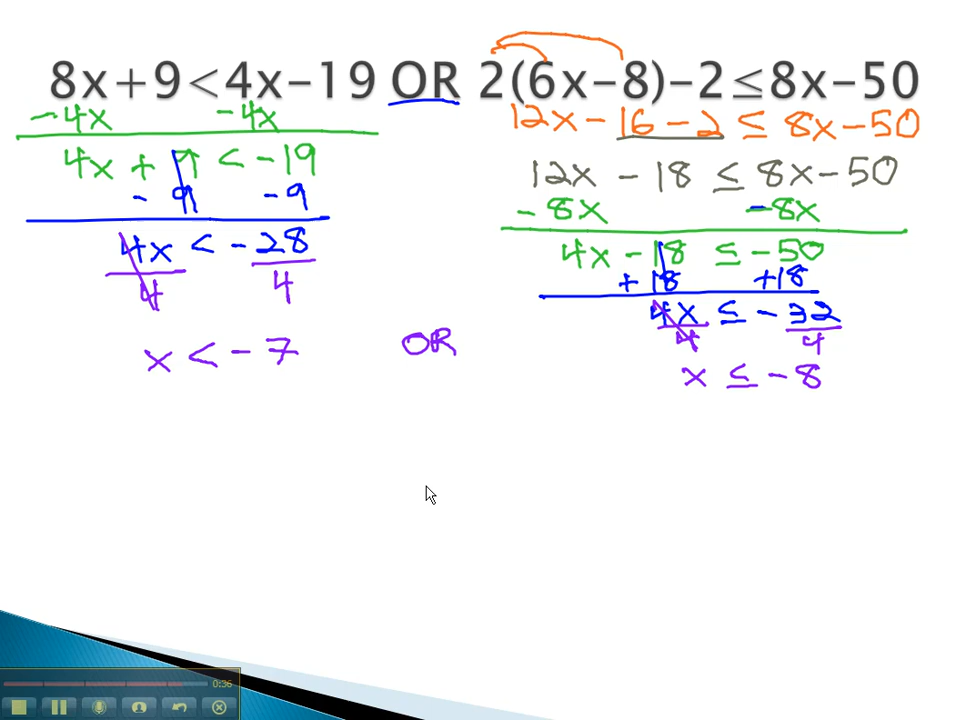 8x+9<4x−19 OR 2(6x−8)−2≤8x−50
−4x −4x
4x + 9 < −19
− 9 −9
4x < −28
4 4
x < −7
OR
12x − 16 − 2 ≤ 8x−50
12x − 18 ≤ 8x−50
− 8x −8x
4x − 18 ≤ −50
+ 18 +18
4x ≤ − 32
4 4
x ≤ −8
0:36